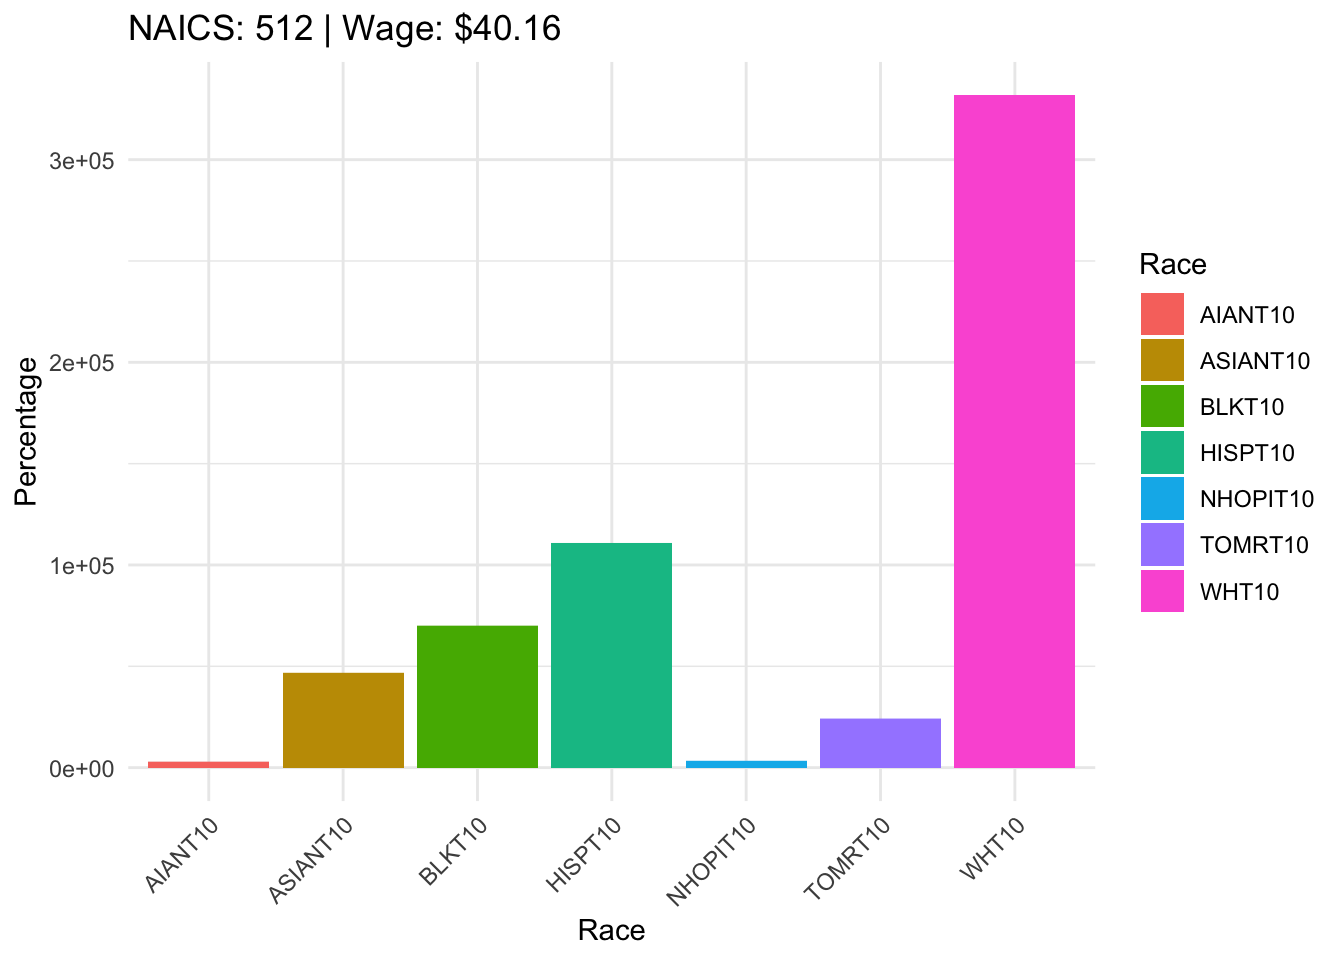 NAICS: 512 | Wage: $40.16
3e+05
2e+05
1e+05
0e+00
Percentage
AIANT10
ASIANT10
BLKT10
HISPT10
NHOPIT10
TOMRT10
WHT10
Race
Race
AIANT10
ASIANT10
BLKT10
HISPT10
NHOPIT10
TOMRT10
WHT10